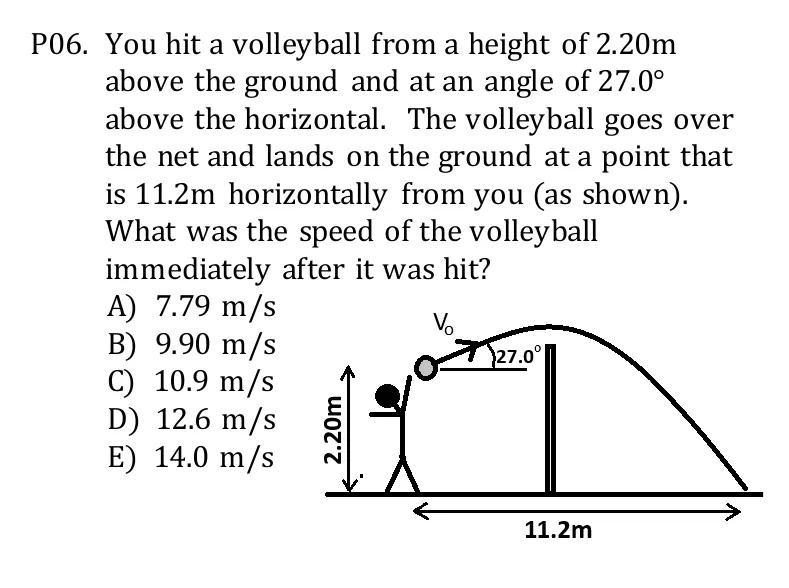 P06. You hit a volleyball from a height of 2.20m
above the ground and at an angle of 27.0°
above the horizontal. The volleyball goes over
the net and lands on the ground at a point that
is 11.2m horizontally from you (as shown).
What was the speed of the volleyball
immediately after it was hit?
A) 7.79 m/s
B) 9.90 m/s
C) 10.9 m/s
D) 12.6 m/s
E) 14.0 m/s
Vo
27.0°
2.20m
11.2m